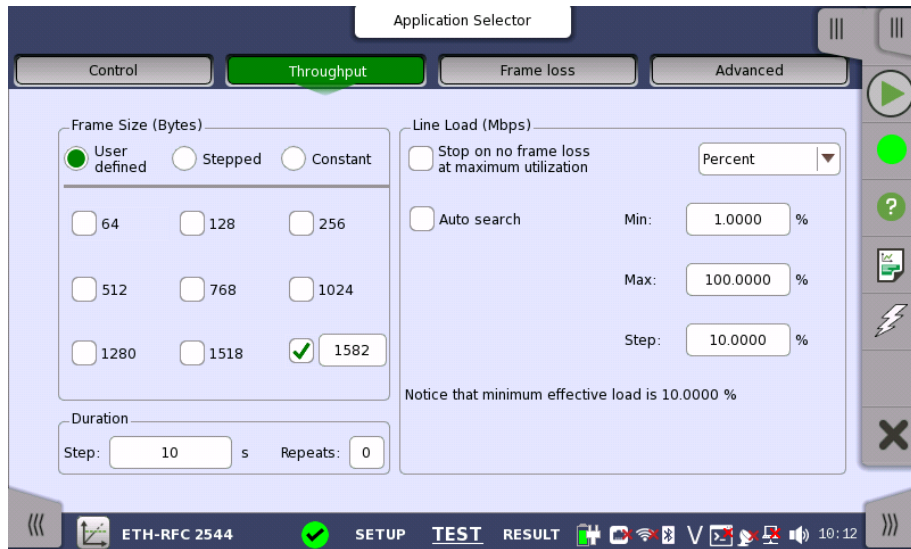 Application Selector
Control Throughput Frame loss Advanced
Frame Size (Bytes)
User defined Stepped Constant
64 128 256
512 768 1024
1280 1518 1582
Duration
Step: 10 s Repeats: 0
Line Load (Mbps)
Stop on no frame loss
at maximum utilization
Percent
Auto search Min: 1.0000 %
Max: 100.0000 %
Step: 10.0000 %
Notice that minimum effective load is 10.0000 %
ETH-RFC 2544 SETUP TEST RESULT V 10:12